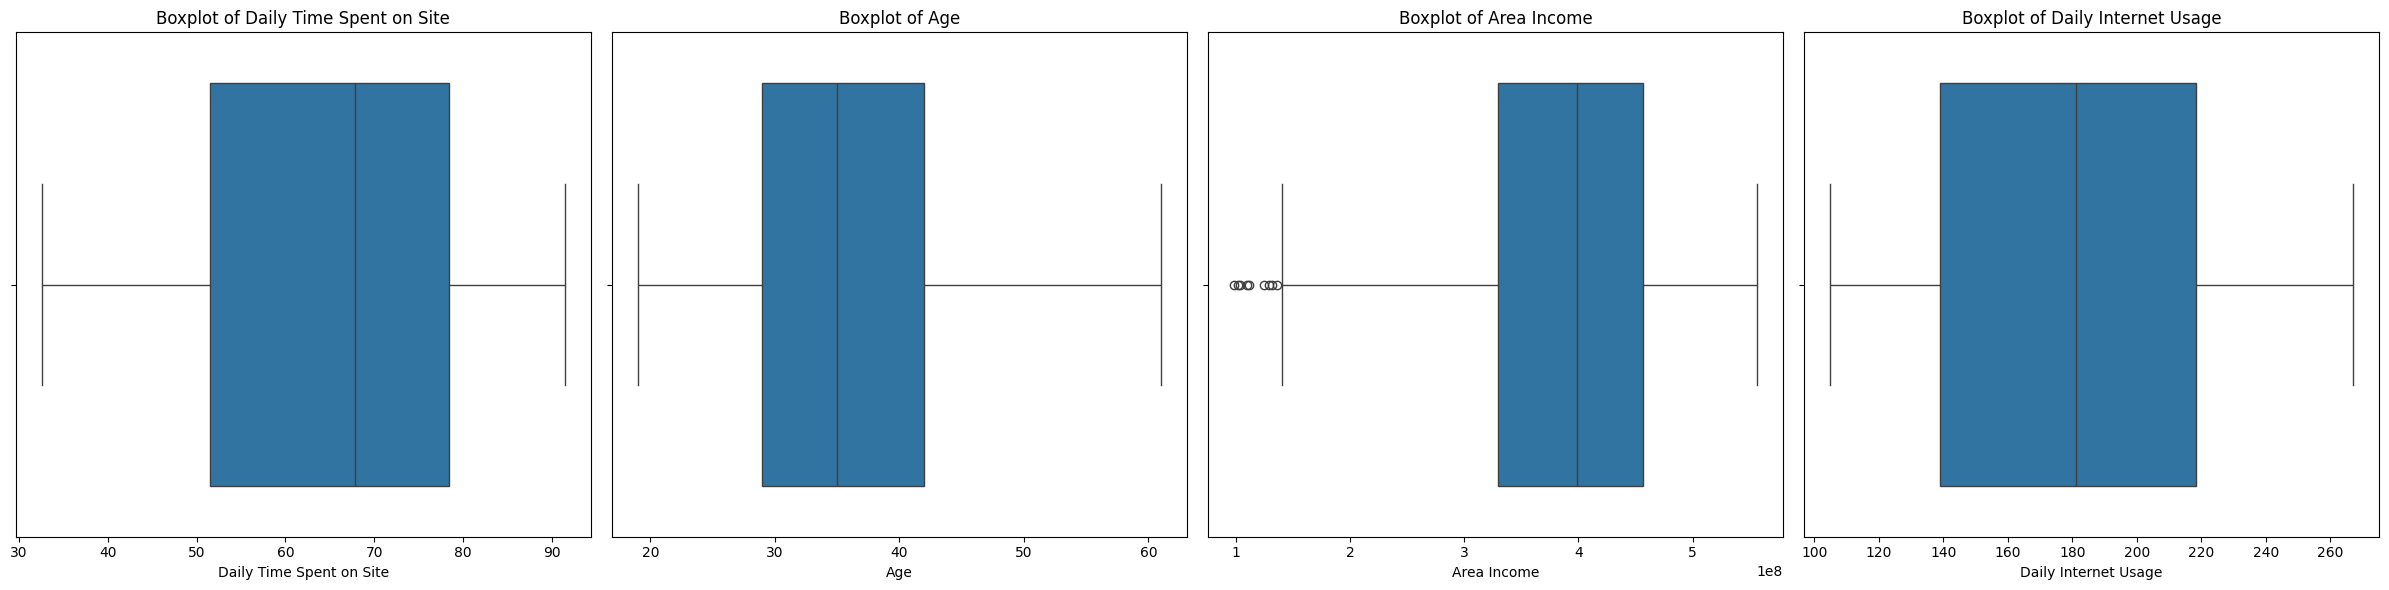 Boxplot of Daily Time Spent on Site
30 40 50 60 70 80 90
Daily Time Spent on Site
Boxplot of Age
20 30 40 50 60
Age
Boxplot of Area Income
1 2 3 4 5
1e8
Area Income
Boxplot of Daily Internet Usage
100 120 140 160 180 200 220 240 260
Daily Internet Usage